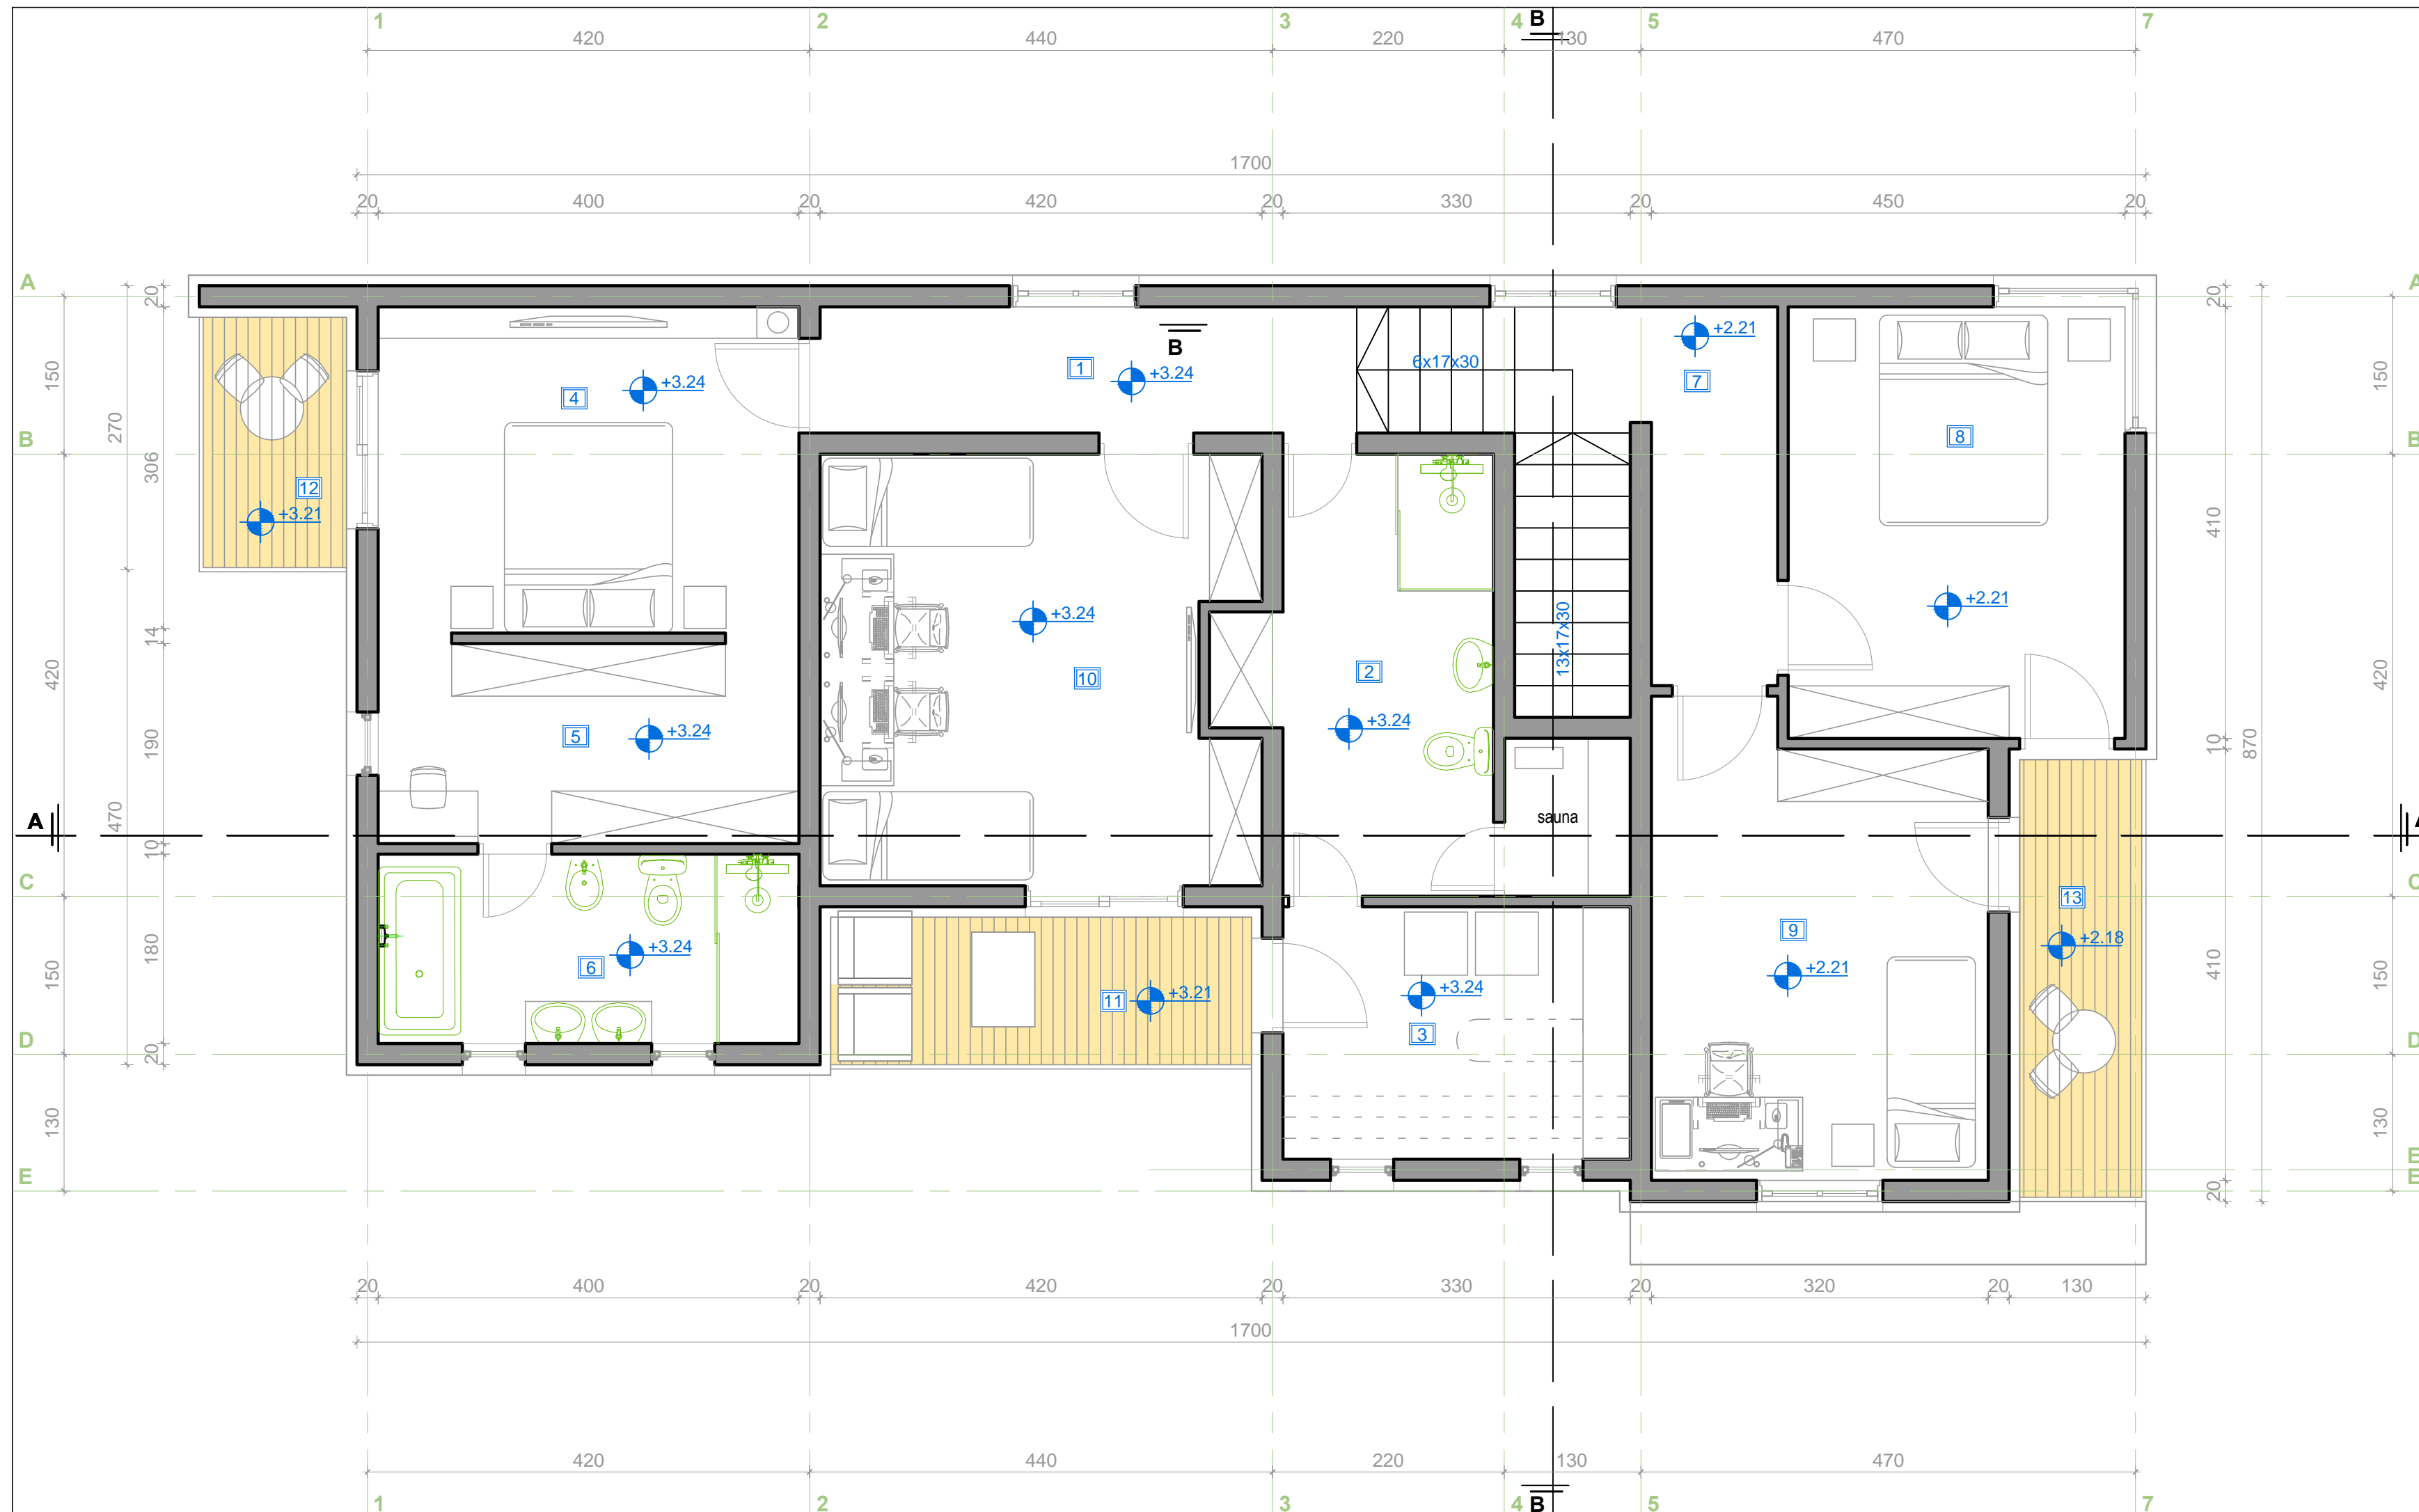 1 2 3 4 B 5 7
420 440 220 130 470
1700
20 400 20 420 20 330 20 450 20
A 20 20 A
+2.21
6x17x30
1 +3.24
B
7
150 150
4 +3.24
270
B 8 B
306 410
12
+3.21
+2.21
+3.24
13x17x30
14
420 2 420
10
+3.24
5 +3.24
190 10 870
470
A sauna A
10
C 13 C
9
+2.18
180 +3.24 410
6 +2.21
150 11 +3.21 +3.24 150
3
D 20 D
130 130
E E
20 E
20 400 20 420 20 330 20 320 20 130
1700
420 440 220 130 470
1 2 3 4 B 5 7